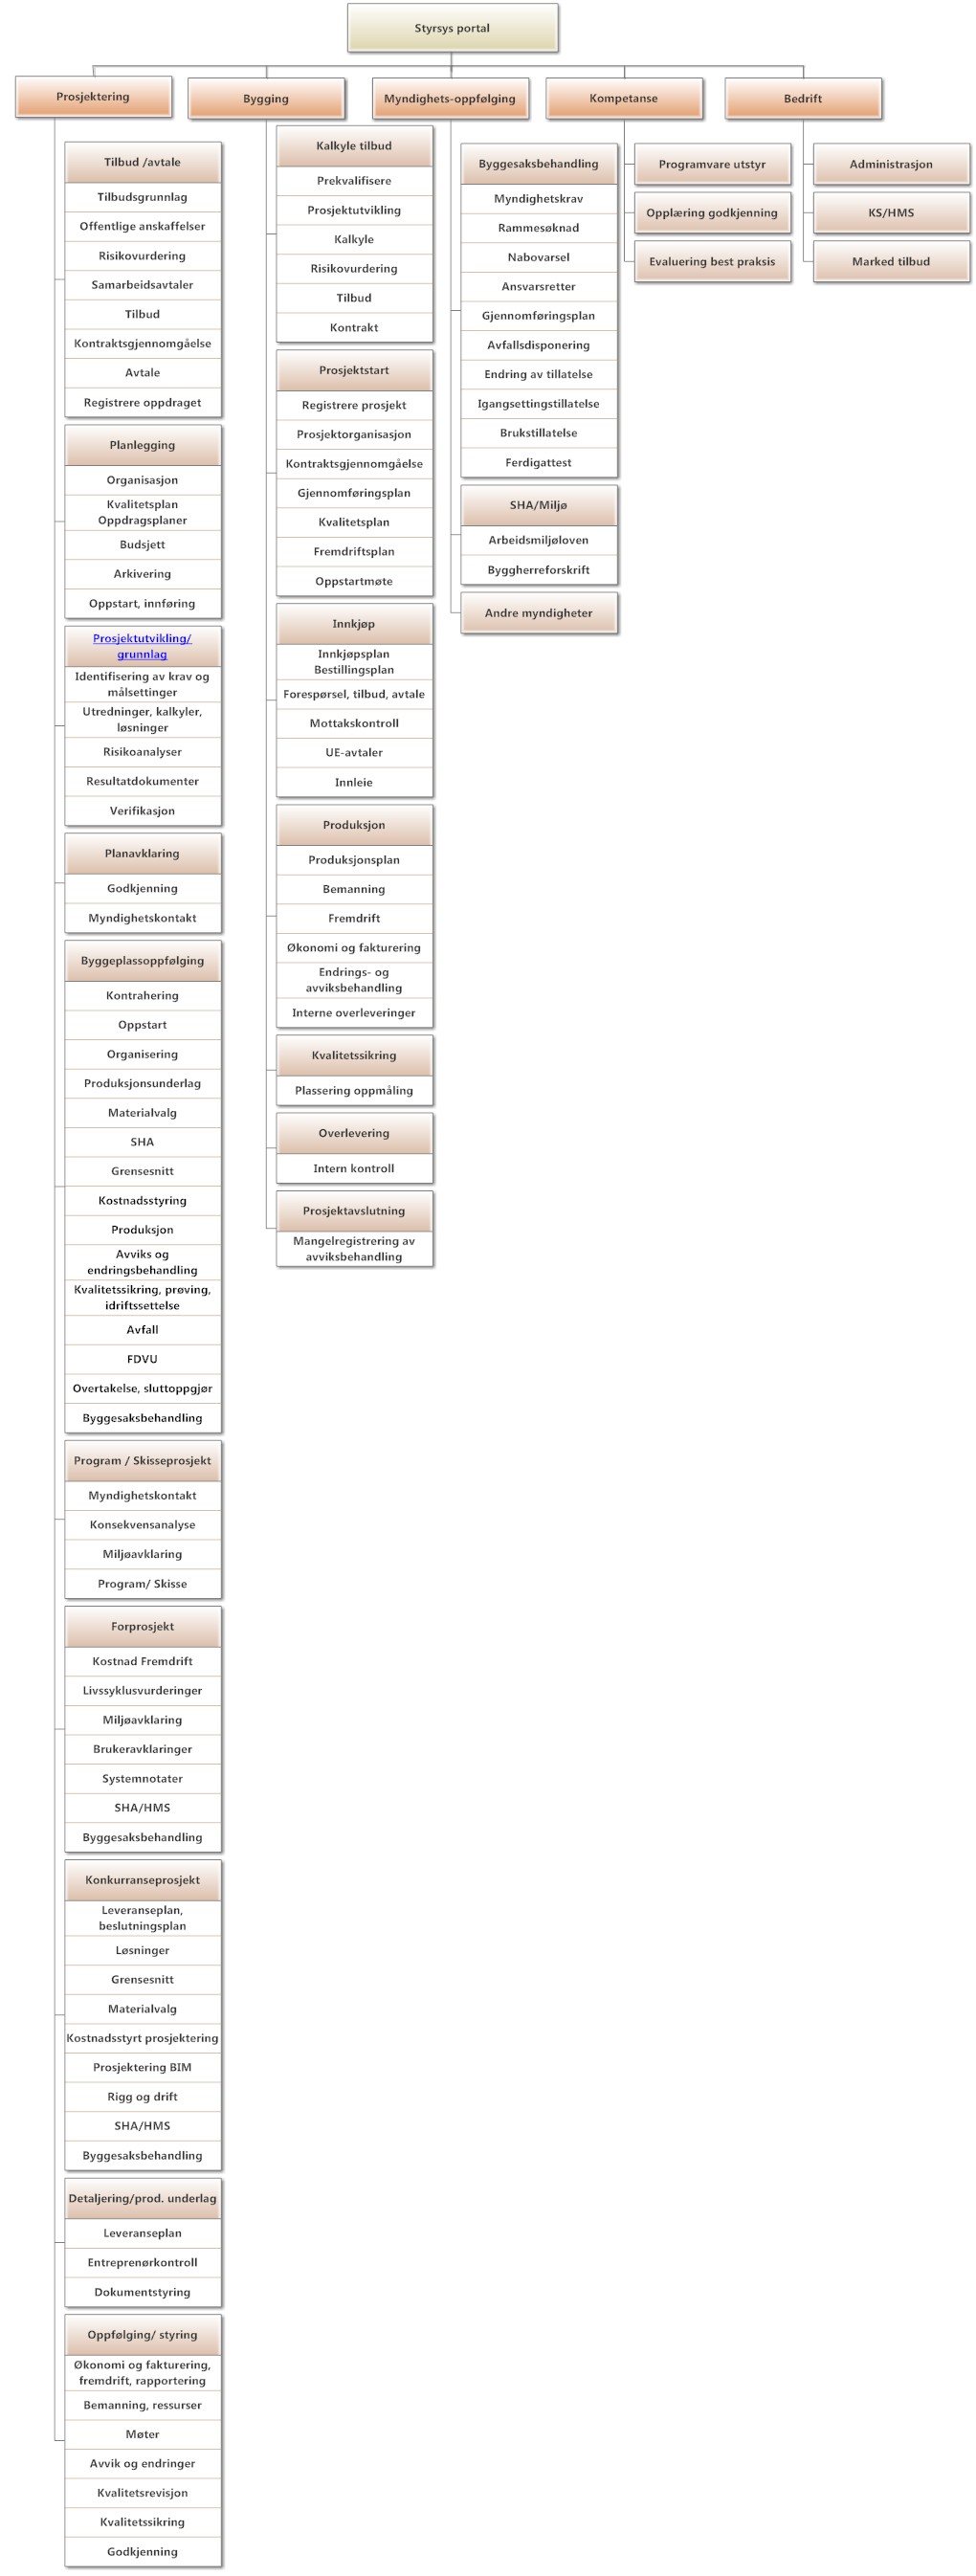 Styrsys portal
Prosjektering
Bygging
Myndighets-oppfølging
Kompetanse
Bedrift
Tilbud /avtale
Tilbudsgrunnlag
Offentlige anskaffelser
Risikovurdering
Samarbeidsavtaler
Tilbud
Kontraktsgjennomgåelse
Avtale
Registrere oppdraget
Planlegging
Organisasjon
Kvalitetsplan
Oppdragsplaner
Budsjett
Arkivering
Oppstart, innføring
Prosjektutvikling/
grunnlag
Identifisering av krav og
målsettinger
Utredninger, kalkyler,
løsninger
Risikoanalyser
Resultatdokumenter
Verifikasjon
Planavklaring
Godkjenning
Myndighetskontakt
Byggeplassoppfølging
Kontrahering
Oppstart
Organisering
Produksjonsunderlag
Materialvalg
SHA
Grensesnitt
Kostnadsstyring
Produksjon
Avviks og
endringsbehandling
Kvalitetssikring, prøving,
idriftssettelse
Avfall
FDVU
Overtakelse, sluttoppgjør
Byggesaksbehandling
Program / Skisseprosjekt
Myndighetskontakt
Konsekvensanalyse
Miljøavklaring
Program/ Skisse
Forprosjekt
Kostnad Fremdrift
Livssyklusvurderinger
Miljøavklaring
Brukeravklaringer
Systemnotater
SHA/HMS
Byggesaksbehandling
Konkurranseprosjekt
Leveranseplan,
beslutningsplan
Løsninger
Grensesnitt
Materialvalg
Kostnadsstyrt prosjektering
Prosjektering BIM
Rigg og drift
SHA/HMS
Byggesaksbehandling
Detaljering/prod. underlag
Leveranseplan
Entreprenørkontroll
Dokumentstyring
Oppfølging/ styring
Økonomi og fakturering,
fremdrift, rapportering
Bemanning, ressurser
Møter
Avvik og endringer
Kvalitetsrevisjon
Kvalitetssikring
Godkjenning
Kalkyle tilbud
Prekvalifisere
Prosjektutvikling
Kalkyle
Risikovurdering
Tilbud
Kontrakt
Prosjektstart
Registrere prosjekt
Prosjektorganisasjon
Kontraktsgjennomgåelse
Gjennomføringsplan
Kvalitetsplan
Fremdriftsplan
Oppstartmøte
Innkjøp
Innkjøpsplan
Bestillingsplan
Forespørsel, tilbud, avtale
Mottakskontroll
UE-avtaler
Innleie
Produksjon
Produksjonsplan
Bemanning
Fremdrift
Økonomi og fakturering
Endrings- og
avviksbehandling
Interne overleveringer
Kvalitetssikring
Plassering oppmåling
Overlevering
Intern kontroll
Prosjektavslutning
Mangelregistrering av
avviksbehandling
Byggesaksbehandling
Myndighetskrav
Rammesøknad
Nabovarsel
Ansvarsretter
Gjennomføringsplan
Avfallsdisponering
Endring av tillatelse
Igangsettingstillatelse
Brukstillatelse
Ferdigattest
SHA/Miljø
Arbeidsmiljøloven
Byggherreforskrift
Andre myndigheter
Programvare utstyr
Opplæring godkjenning
Evaluering best praksis
Administrasjon
KS/HMS
Marked tilbud